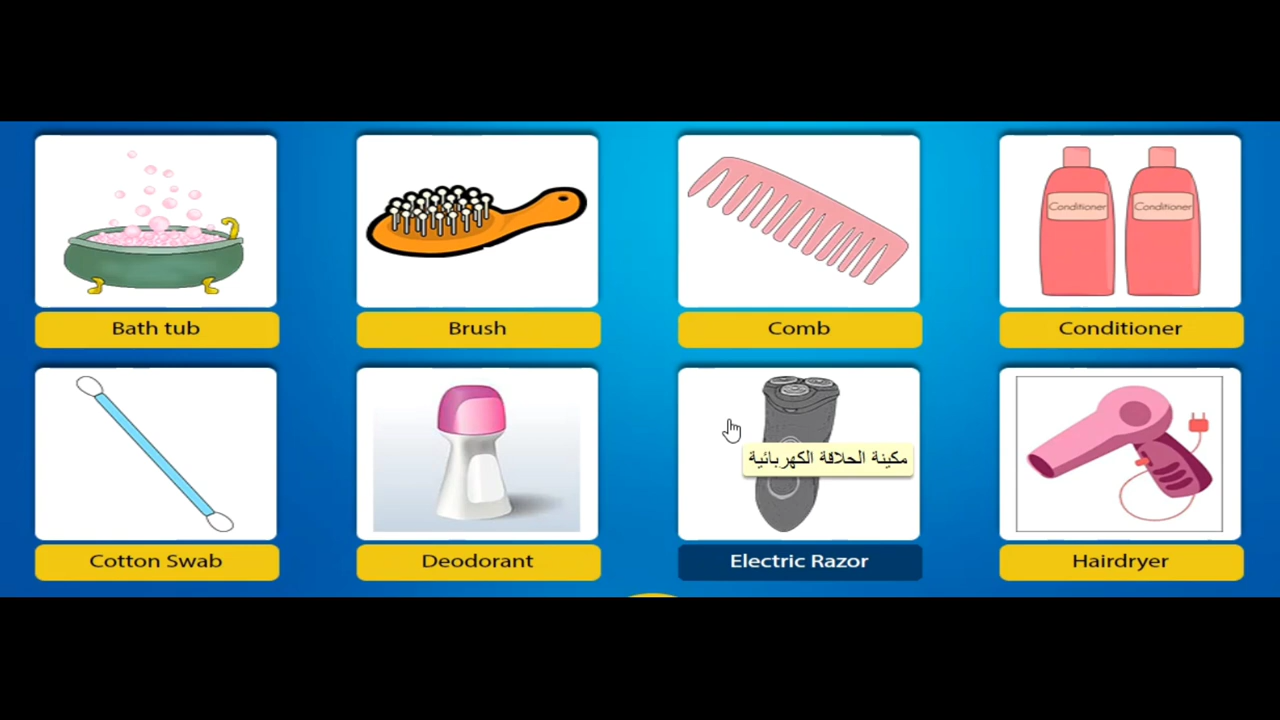 Conditioner
Conditioner
Bath tub
Brush
Comb
Conditioner
مكينة الحلاقة الكهربائية
Cotton Swab
Deodorant
Electric Razor
Hairdryer